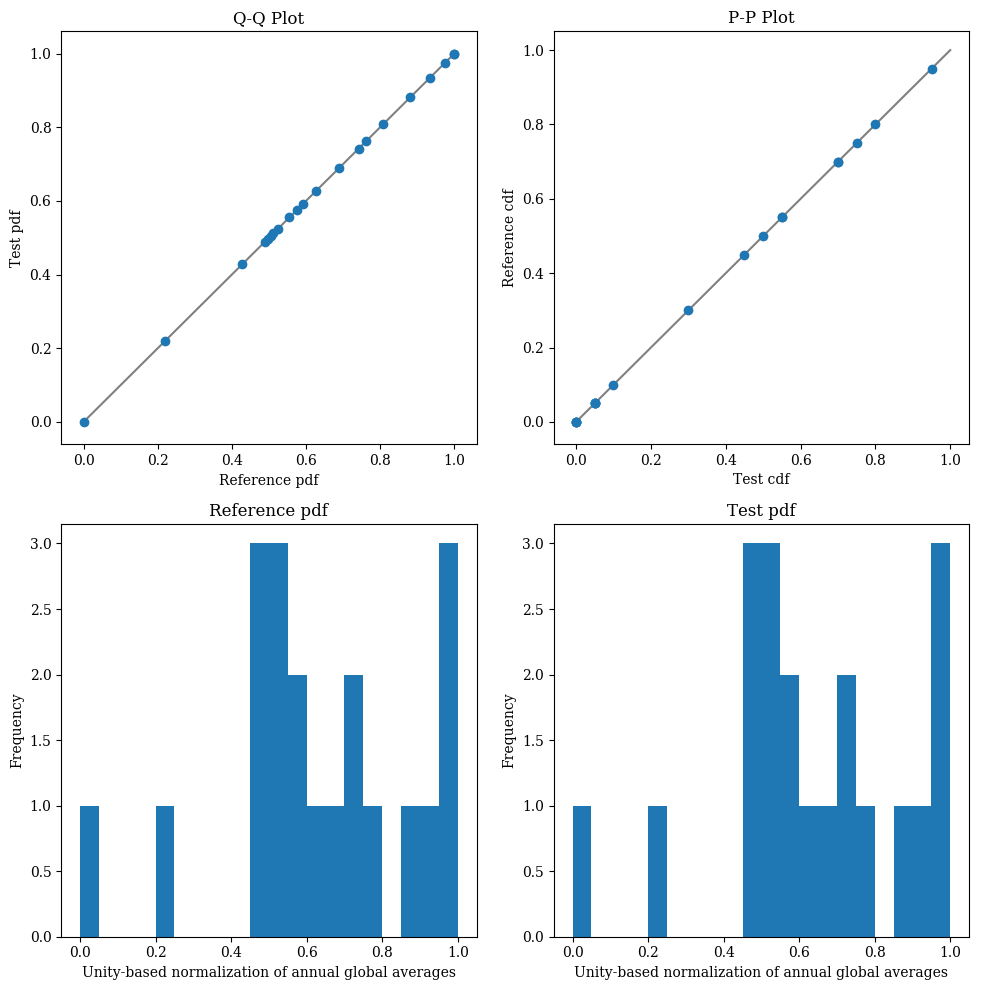 Q-Q Plot
Test pdf
1.0
0.8
0.6
0.4
0.2
0.0
0.0 0.2 0.4 0.6 0.8 1.0
Reference pdf
P-P Plot
Reference cdf
1.0
0.8
0.6
0.4
0.2
0.0
0.0 0.2 0.4 0.6 0.8 1.0
Test cdf
Reference pdf
Frequency
3.0
2.5
2.0
1.5
1.0
0.5
0.0
0.0 0.2 0.4 0.6 0.8 1.0
Unity-based normalization of annual global averages
Test pdf
Frequency
3.0
2.5
2.0
1.5
1.0
0.5
0.0
0.0 0.2 0.4 0.6 0.8 1.0
Unity-based normalization of annual global averages